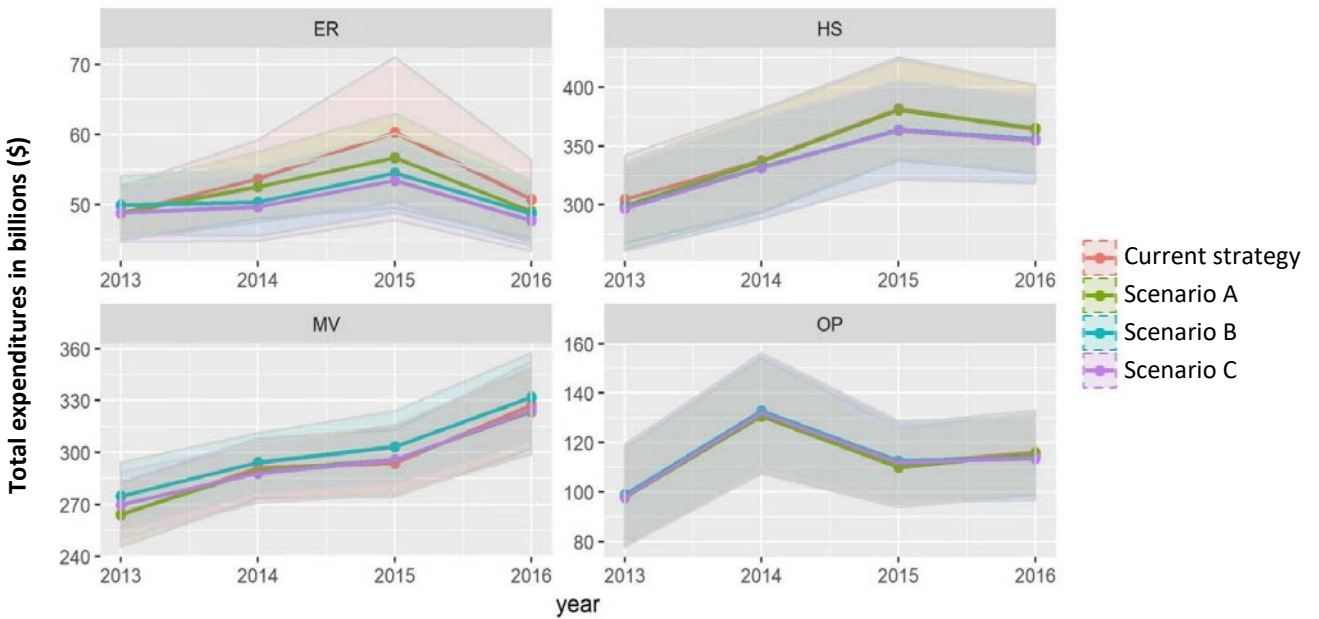 Total expenditures in billions ($)
ER
70
60
50
2013 2014 2015 2016
HS
400
350
300
2013 2014 2015 2016
MV
360
330
300
270
240
2013 2014 2015 2016
OP
160
140
120
100
80
2013 2014 2015 2016
year
Current strategy
Scenario A
Scenario B
Scenario C